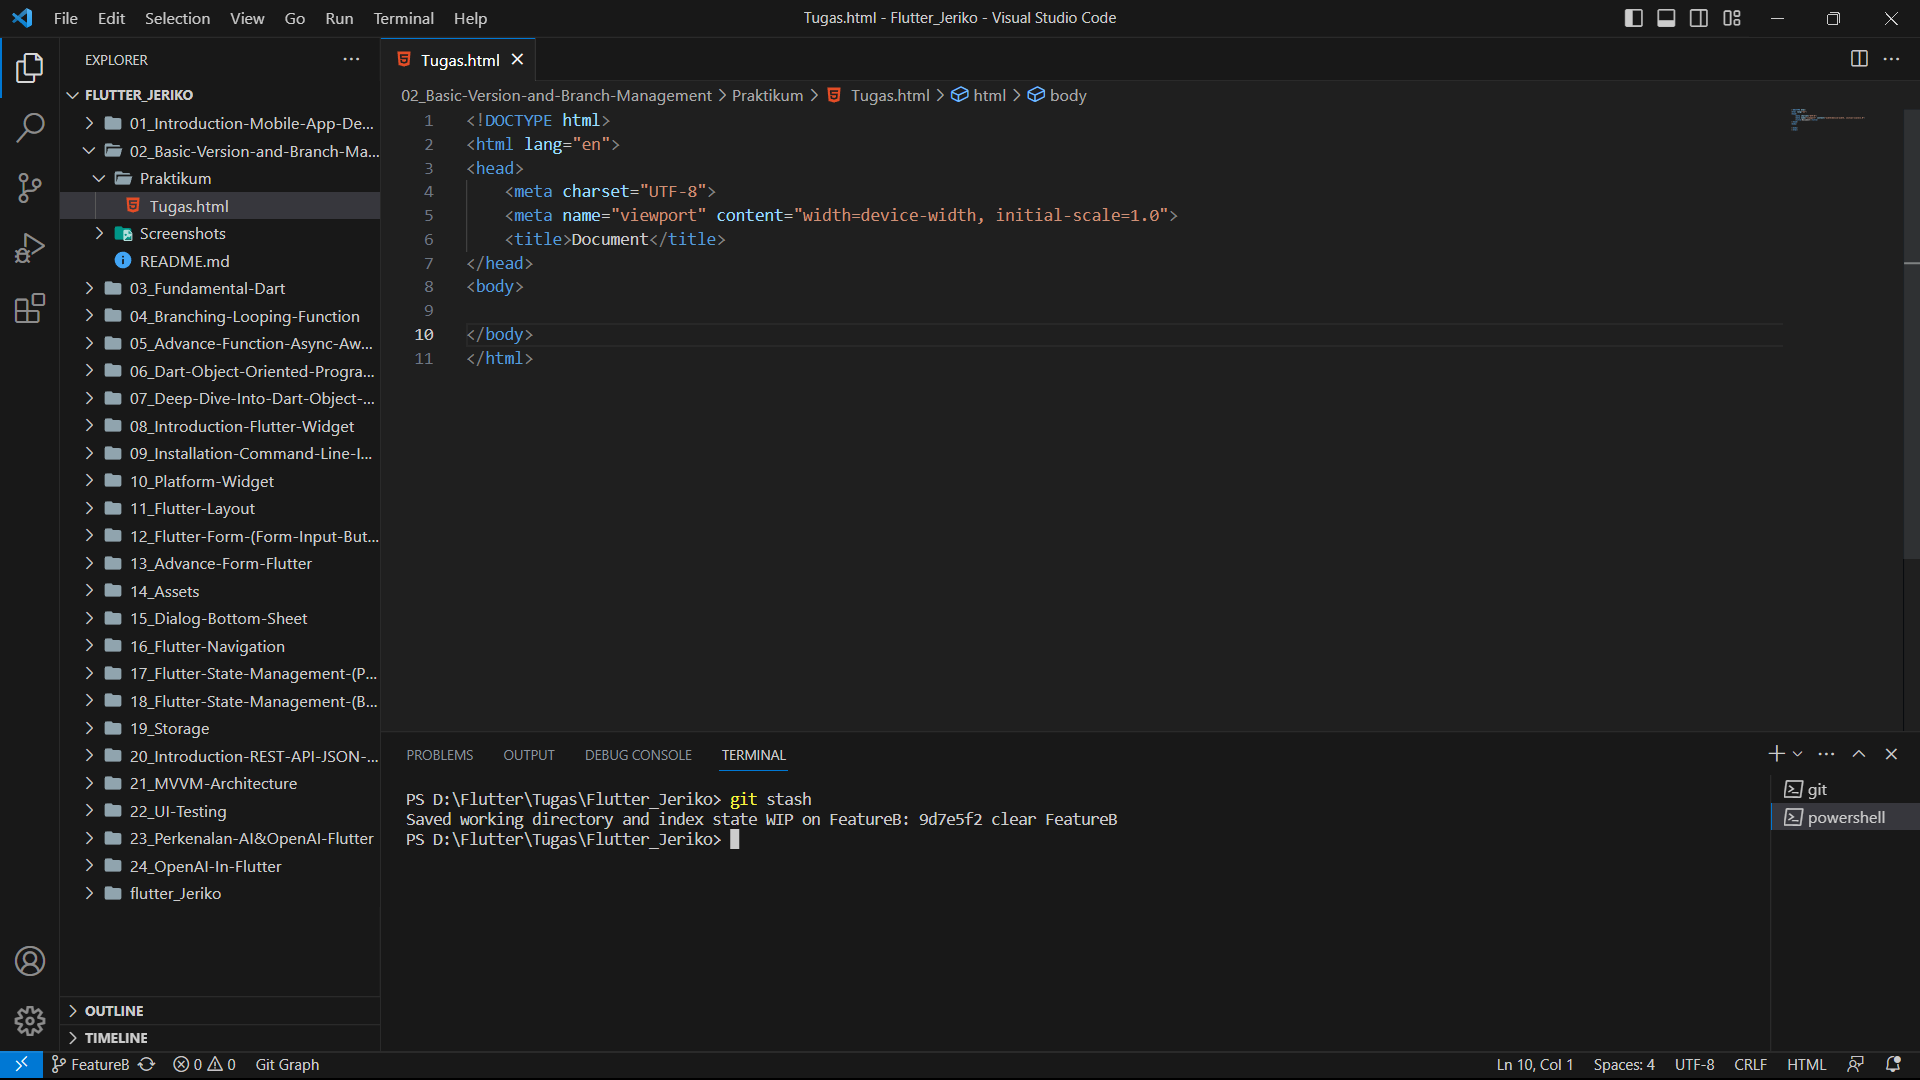 File Edit Selection View Go Run Terminal Help
Tugas.html - Flutter_Jeriko - Visual Studio Code
EXPLORER
FLUTTER_JERIKO
01_Introduction-Mobile-App-De...
02_Basic-Version-and-Branch-Ma...
Praktikum
Tugas.html
Screenshots
README.md
03_Fundamental-Dart
04_Branching-Looping-Function
05_Advance-Function-Async-Aw...
06_Dart-Object-Oriented-Progra...
07_Deep-Dive-Into-Dart-Object-...
08_Introduction-Flutter-Widget
09_Installation-Command-Line-I...
10_Platform-Widget
11_Flutter-Layout
12_Flutter-Form-(Form-Input-But...
13_Advance-Form-Flutter
14_Assets
15_Dialog-Bottom-Sheet
16_Flutter-Navigation
17_Flutter-State-Management-(P...
18_Flutter-State-Management-(B...
19_Storage
20_Introduction-REST-API-JSON-...
21_MVVM-Architecture
22_UI-Testing
23_Perkenalan-AI&OpenAI-Flutter
24_OpenAI-In-Flutter
flutter_Jeriko
OUTLINE
TIMELINE
Tugas.html
02_Basic-Version-and-Branch-Management > Praktikum > Tugas.html > html > body
1 <!DOCTYPE html>
2 <html lang="en">
3 <head>
4 <meta charset="UTF-8">
5 <meta name="viewport" content="width=device-width, initial-scale=1.0">
6 <title>Document</title>
7 </head>
8 <body>
9
10 </body>
11 </html>
PROBLEMS OUTPUT DEBUG CONSOLE TERMINAL
PS D:\Flutter\Tugas\Flutter_Jeriko> git stash
Saved working directory and index state WIP on FeatureB: 9d7e5f2 clear FeatureB
PS D:\Flutter\Tugas\Flutter_Jeriko>
git
powershell
FeatureB 0 0 Git Graph
Ln 10, Col 1 Spaces: 4 UTF-8 CRLF HTML